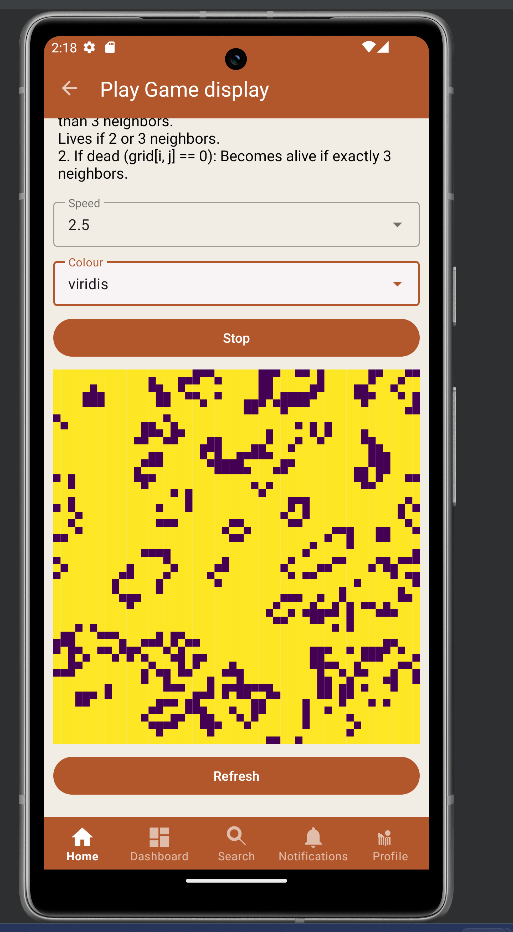 2:18
Play Game display
than 3 neighbors.
Lives if 2 or 3 neighbors.
2. If dead (grid[i, j] == 0): Becomes alive if exactly 3
neighbors.
Speed
2.5
Colour
viridis
Stop
Refresh
Home
Dashboard
Search
Notifications
Profile